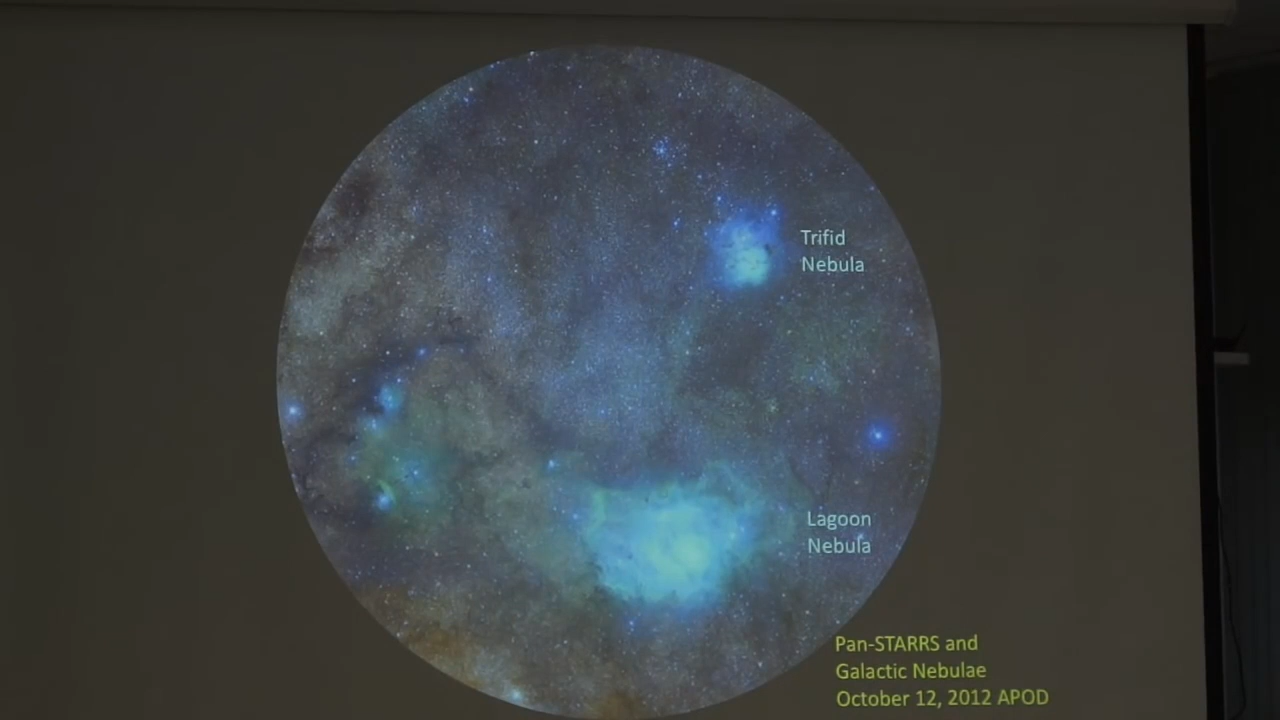 Trifid
Nebula
Lagoon
Nebula
Pan-STARRS and
Galactic Nebulae
October 12, 2012 APOD